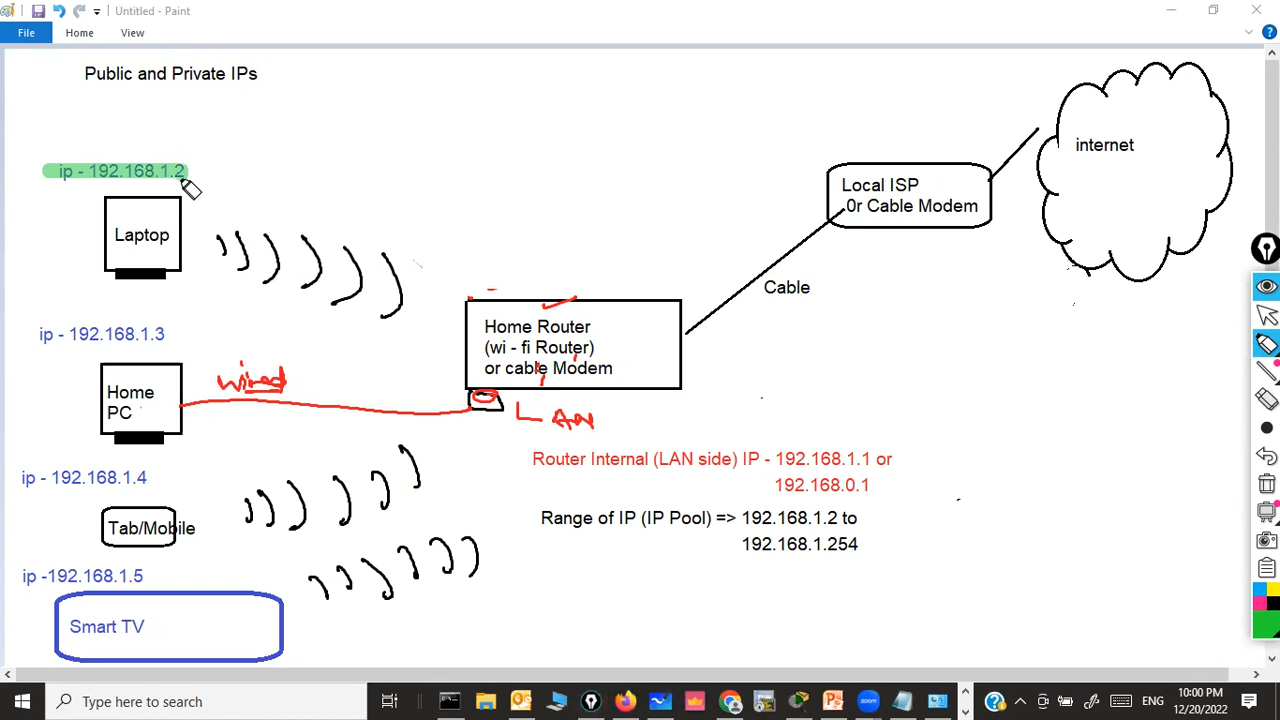 Untitled - Paint
File
Home
View
Public and Private IPs
ip - 192.168.1.2
Laptop
ip - 192.168.1.3
Home
PC
wired
ip - 192.168.1.4
Tab/Mobile
ip -192.168.1.5
Smart TV
Home Router
(wi - fi Router)
or cable Modem
LAN
Cable
Local ISP
0r Cable Modem
internet
Router Internal (LAN side) IP - 192.168.1.1 or
192.168.0.1
Range of IP (IP Pool) => 192.168.1.2 to
192.168.1.254
Type here to search
zoom
ENG
10:00 PM
12/20/2022